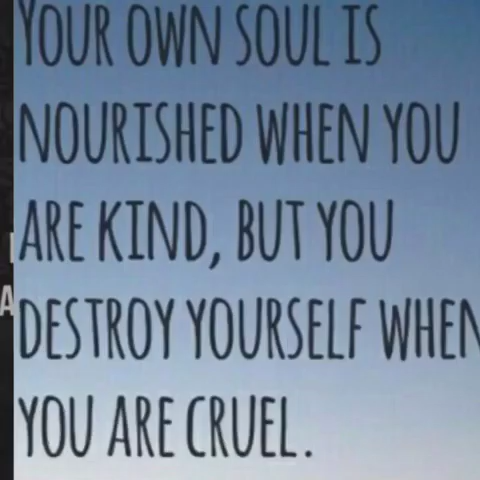 YOUR OWN SOUL IS
NOURISHED WHEN YOU
ARE KIND, BUT YOU
DESTROY YOURSELF WHEN
YOU ARE CRUEL.